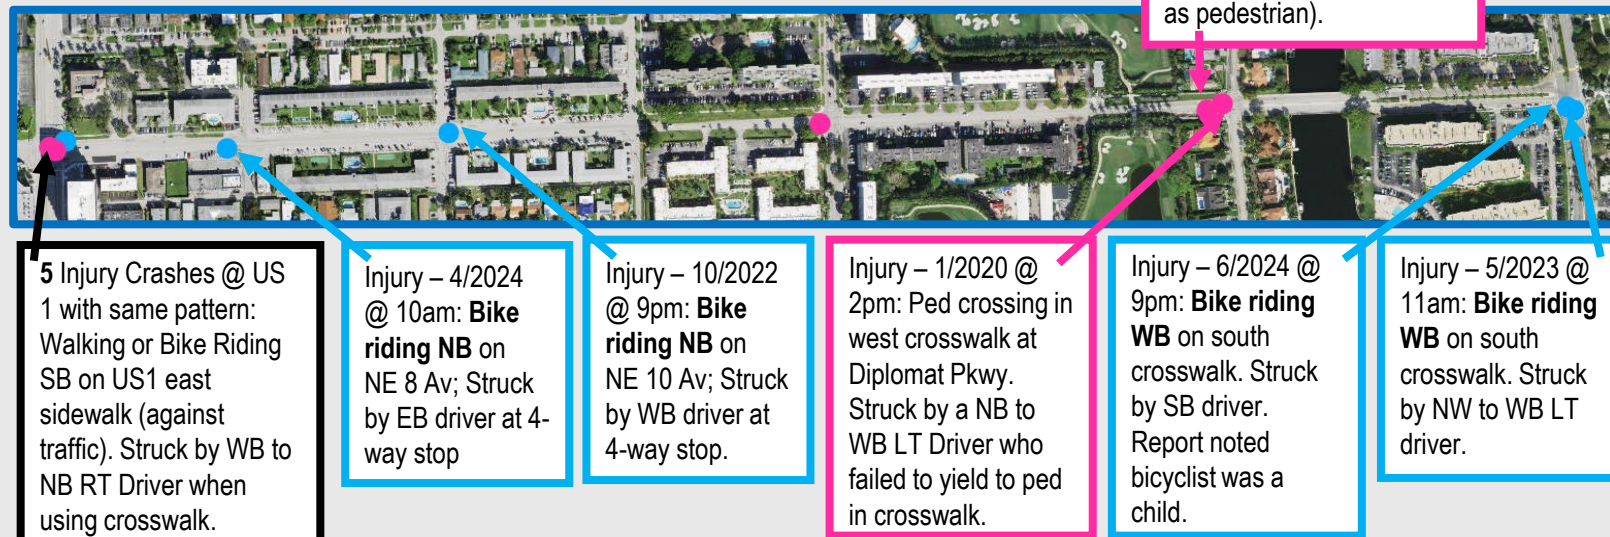 as pedestrian).
5 Injury Crashes @ US
1 with same pattern:
Walking or Bike Riding
SB on US1 east
sidewalk (against
traffic). Struck by WB to
NB RT Driver when
using crosswalk.
Injury – 4/2024
@ 10am: Bike
riding NB on
NE 8 Av; Struck
by EB driver at 4-
way stop
Injury – 10/2022
@ 9pm: Bike
riding NB on
NE 10 Av; Struck
by WB driver at
4-way stop.
Injury – 1/2020 @
2pm: Ped crossing in
west crosswalk at
Diplomat Pkwy.
Struck by a NB to
WB LT Driver who
failed to yield to ped
in crosswalk.
Injury – 6/2024 @
9pm: Bike riding
WB on south
crosswalk. Struck
by SB driver.
Report noted
bicyclist was a
child.
Injury – 5/2023 @
11am: Bike riding
WB on south
crosswalk. Struck
by NW to WB LT
driver.